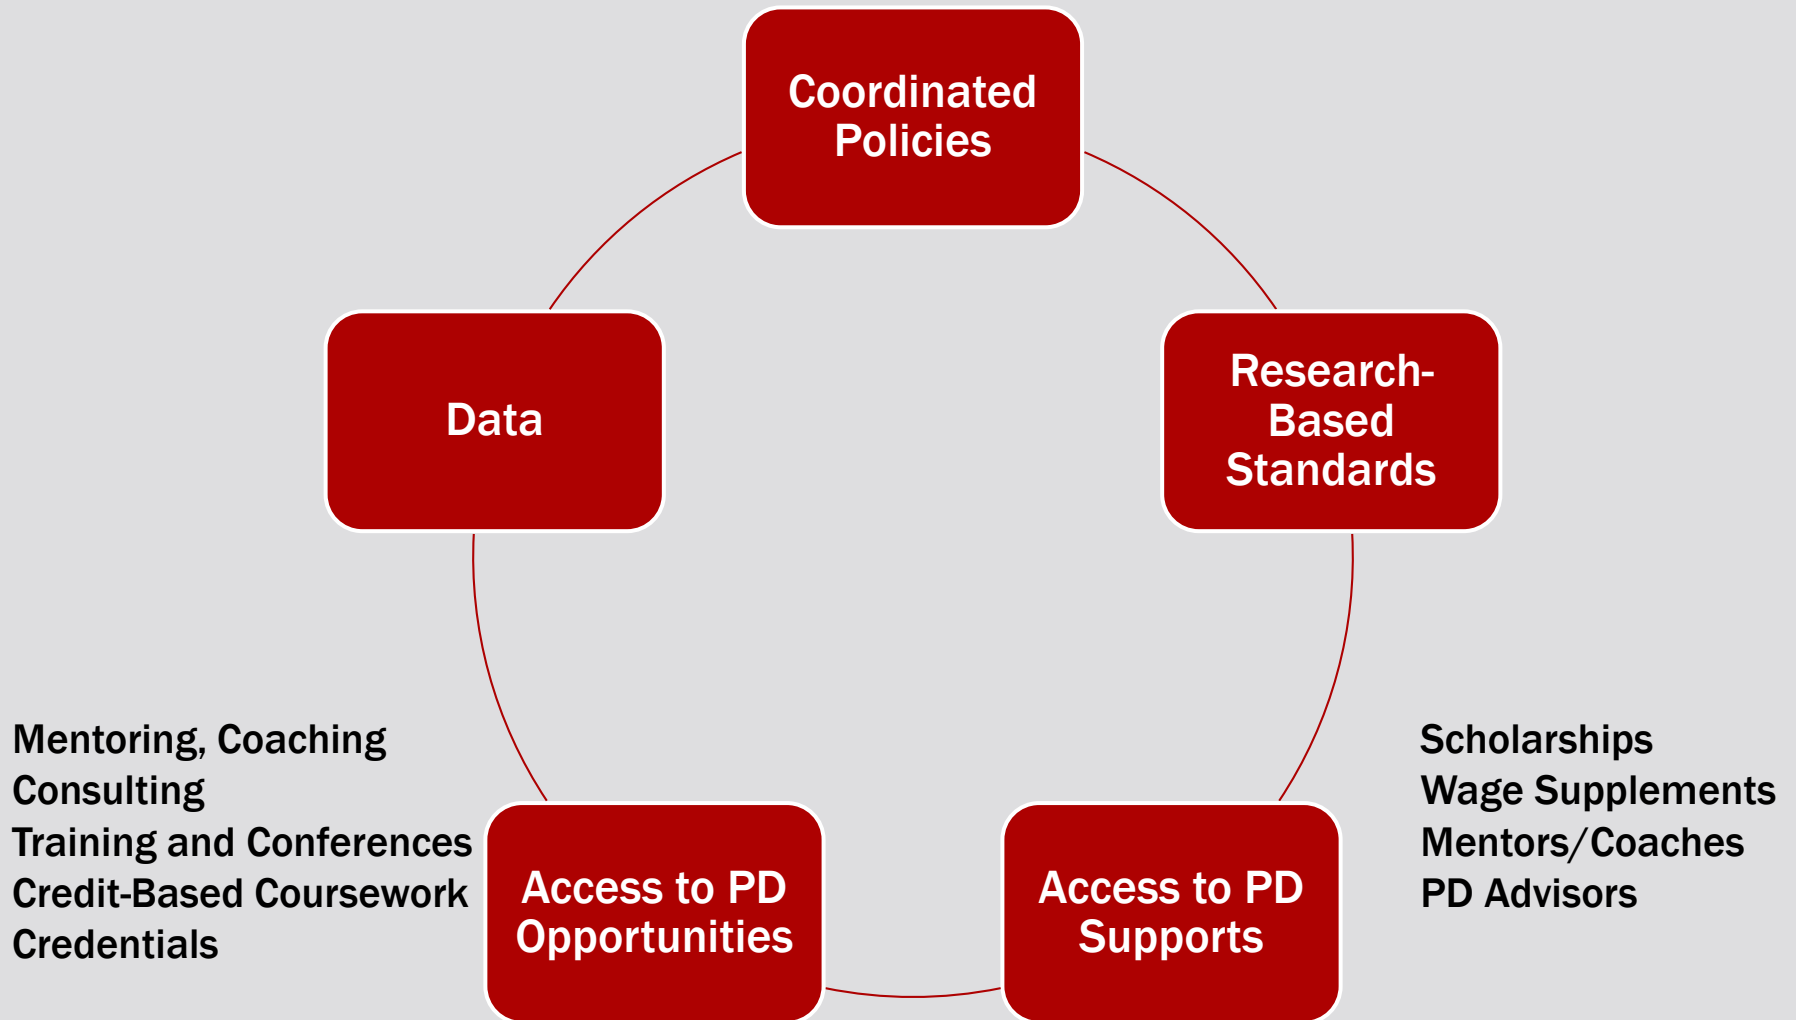 Coordinated
Policies
Data
Research-
Based
Standards
Mentoring, Coaching
Consulting
Training and Conferences
Credit-Based Coursework
Credentials
Access to PD
Opportunities
Access to PD
Supports
Scholarships
Wage Supplements
Mentors/Coaches
PD Advisors